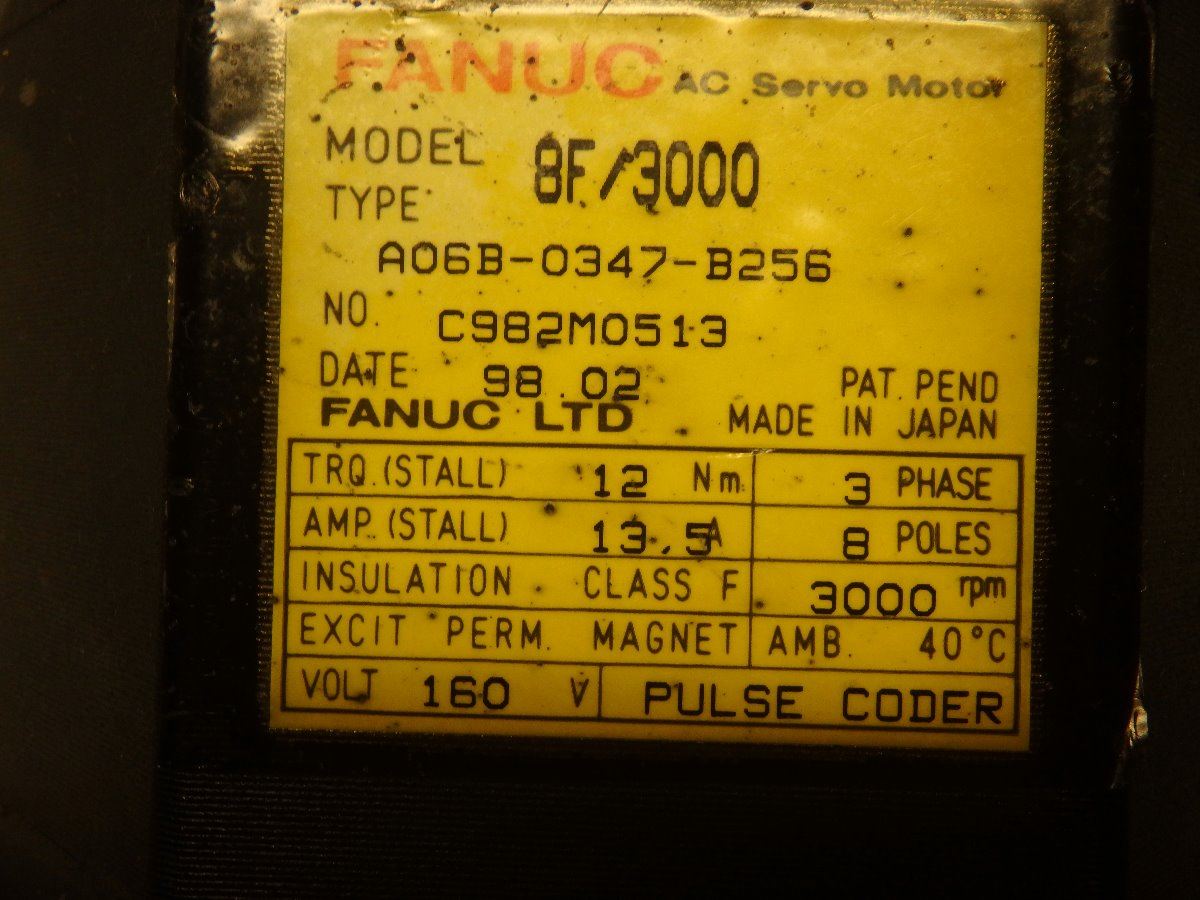 FANUC AC Servo Motor
MODEL 8F/3000
TYPE
A06B-0347-B256
NO. C982M0513
DATE 98.02 PAT. PEND
FANUC LTD MADE IN JAPAN
TRQ.(STALL) 12 Nm 3 PHASE
AMP.(STALL) 13.5A 8 POLES
INSULATION CLASS F 3000 rpm
EXCIT PERM. MAGNET AMB. 40°C
VOLT 160 V PULSE CODER